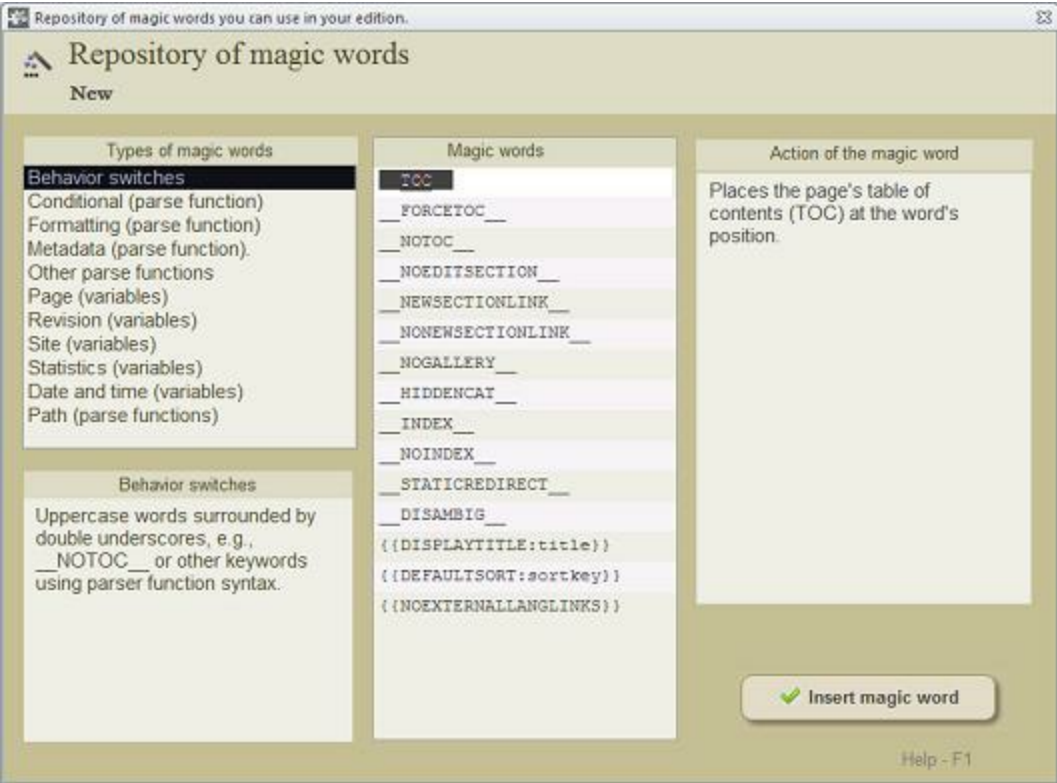 Repository of magic words you can use in your edition.
Repository of magic words
New
Types of magic words
Behavior switches
Conditional (parse function)
Formatting (parse function)
Metadata (parse function).
Other parse functions
Page (variables)
Revision (variables)
Site (variables)
Statistics (variables)
Date and time (variables)
Path (parse functions)
Behavior switches
Uppercase words surrounded by
double underscores, e.g.,
__NOTOC__ or other keywords
using parser function syntax.
Magic words
__TOC__
__FORCETOC__
__NOTOC__
__NOEDITSECTION__
__NEWSECTIONLINK__
__NONEWSECTIONLINK__
__NOGALLERY__
__HIDDENCAT__
__INDEX__
__NOINDEX__
__STATICREDIRECT__
__DISAMBIG__
{{DISPLAYTITLE:title}}
{{DEFAULTSORT:sortkey}}
{{NOEXTERNALLANGLINKS}}
Action of the magic word
Places the page's table of
contents (TOC) at the word's
position.
Insert magic word
Help - F1